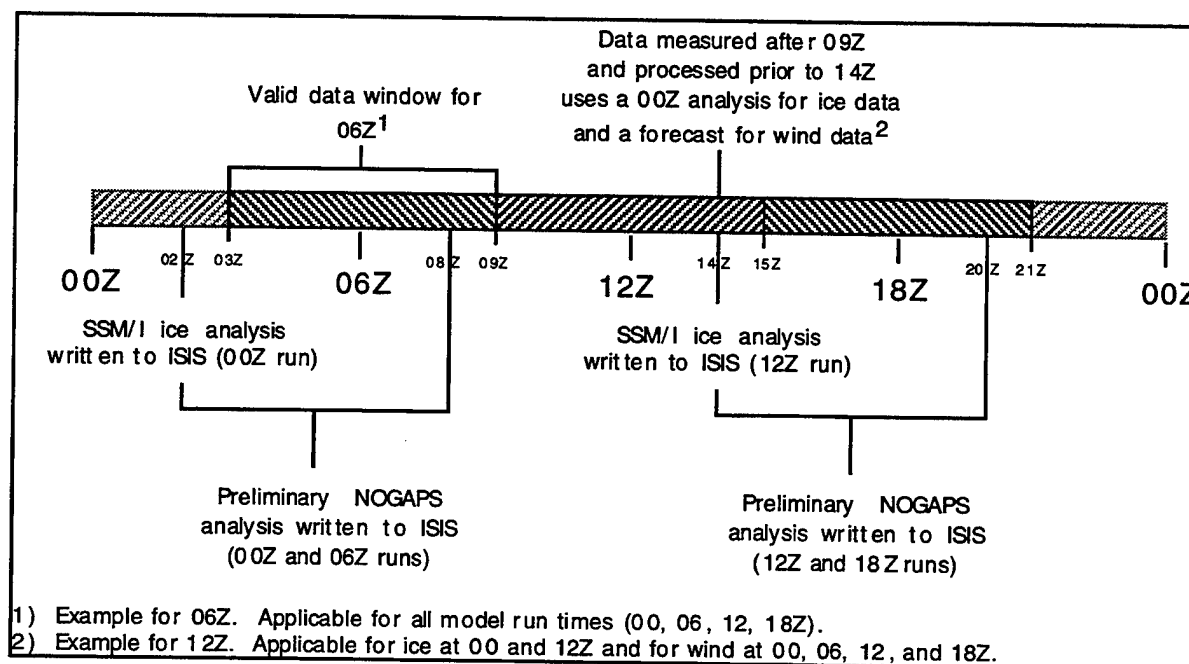 Data measured after 09Z
and processed prior to 14Z
uses a 00Z analysis for ice data
and a forecast for wind data2
Valid data window for
06Z1
00Z
02Z
03Z
06Z
08Z
09Z
12Z
14Z
15Z
18Z
20Z
21Z
00Z
SSM/I ice analysis
written to ISIS (00Z run)
SSM/I ice analysis
written to ISIS (12Z run)
Preliminary NOGAPS
analysis written to ISIS
(00Z and 06Z runs)
Preliminary NOGAPS
analysis written to ISIS
(12Z and 18Z runs)
1) Example for 06Z. Applicable for all model run times (00, 06, 12, 18Z).
2) Example for 12Z. Applicable for ice at 00 and 12Z and for wind at 00, 06, 12, and 18Z.